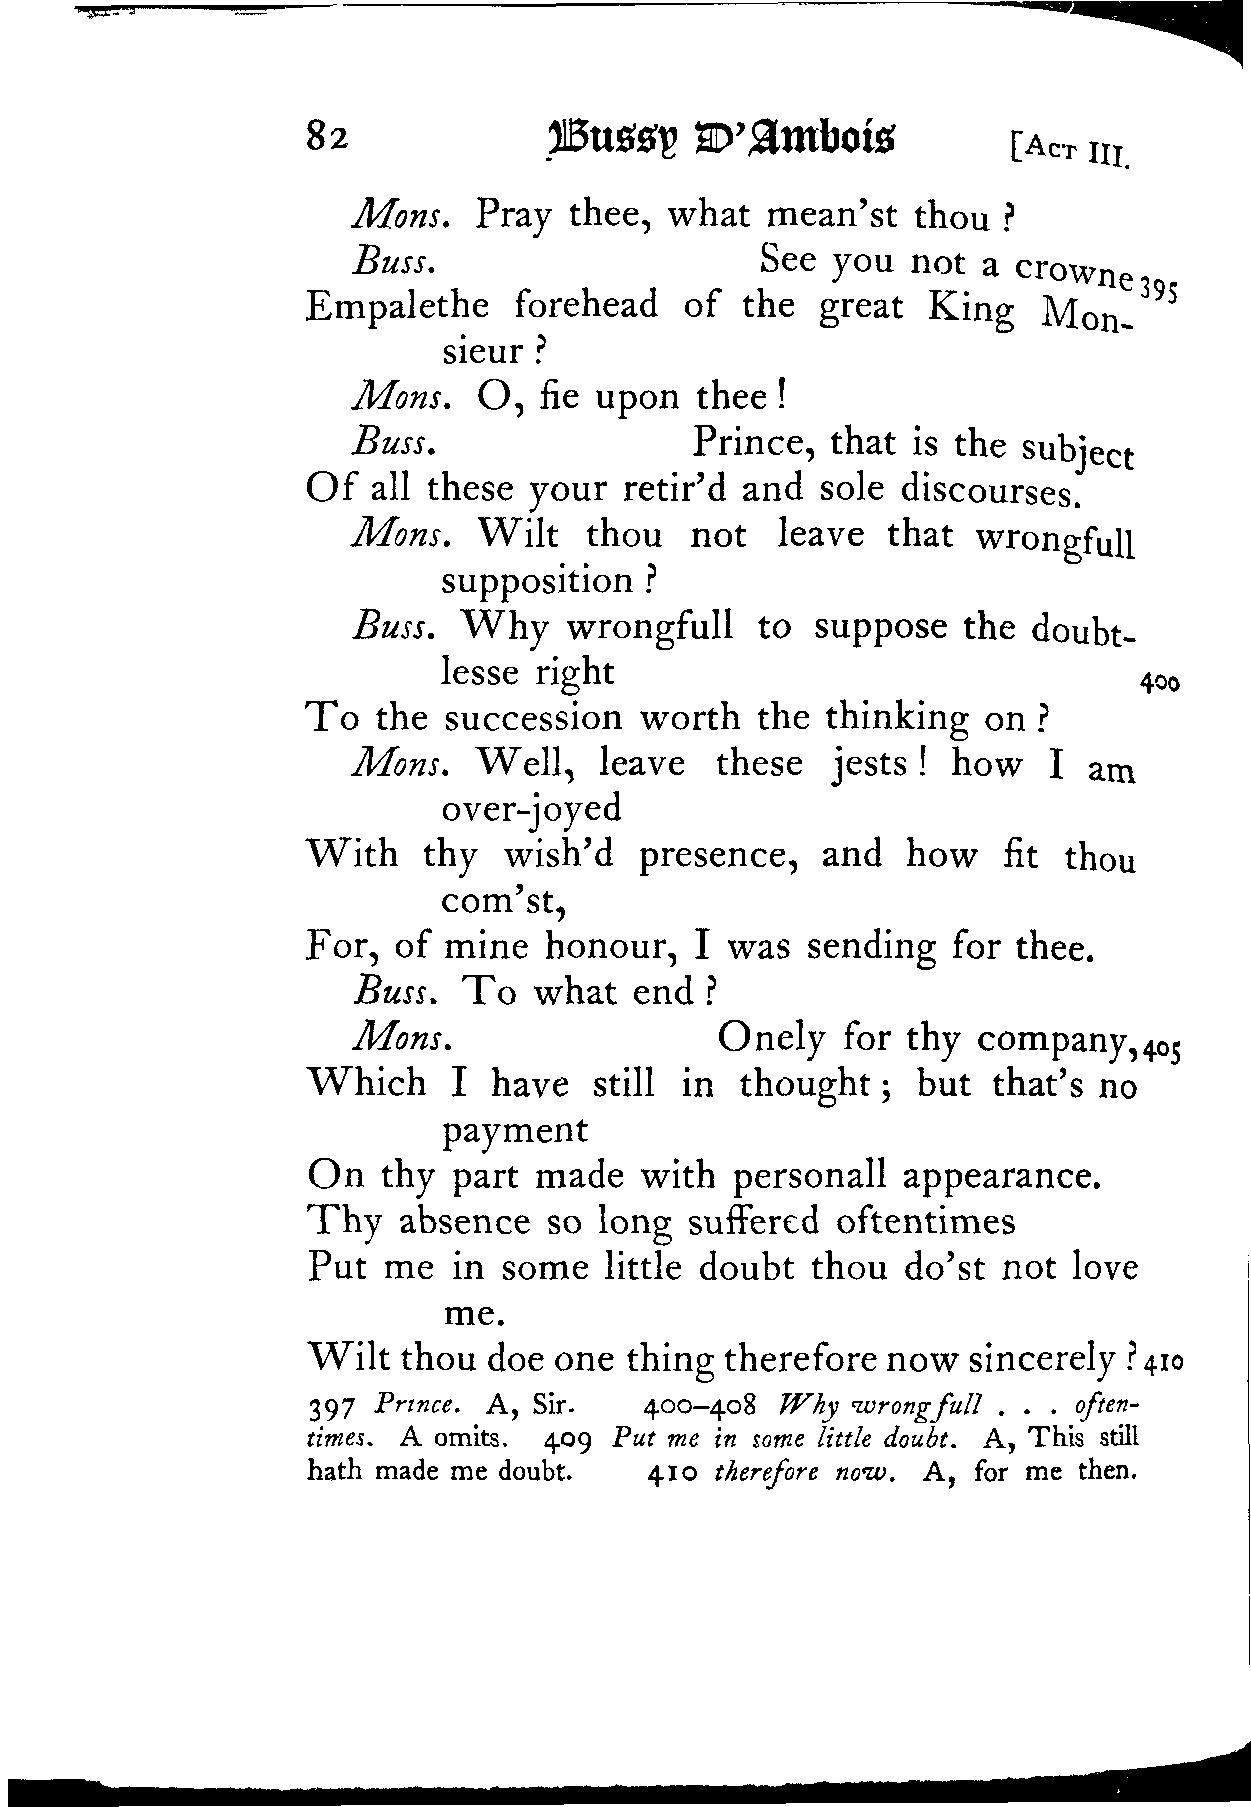 82 Bussy D'Ambois [ACT III.
Mons. Pray thee, what mean'st thou ?
Buss. See you not a crowne 395
Empalethe forehead of the great King Mon-
sieur ?
Mons. O, fie upon thee !
Buss. Prince, that is the subject
Of all these your retir'd and sole discourses.
Mons. Wilt thou not leave that wrongfull
supposition ?
Buss. Why wrongfull to suppose the doubt-
lesse right 400
To the succession worth the thinking on ?
Mons. Well, leave these jests ! how I am
over-joyed
With thy wish'd presence, and how fit thou
com'st,
For, of mine honour, I was sending for thee.
Buss. To what end ?
Mons. Onely for thy company, 405
Which I have still in thought ; but that's no
payment
On thy part made with personall appearance.
Thy absence so long suffered oftentimes
Put me in some little doubt thou do'st not love
me.
Wilt thou doe one thing therefore now sincerely ? 410
397 Prince. A, Sir. 400–408 Why wrongfull . . . often-
times. A omits. 409 Put me in some little doubt. A, This still
hath made me doubt. 410 therefore now. A, for me then.